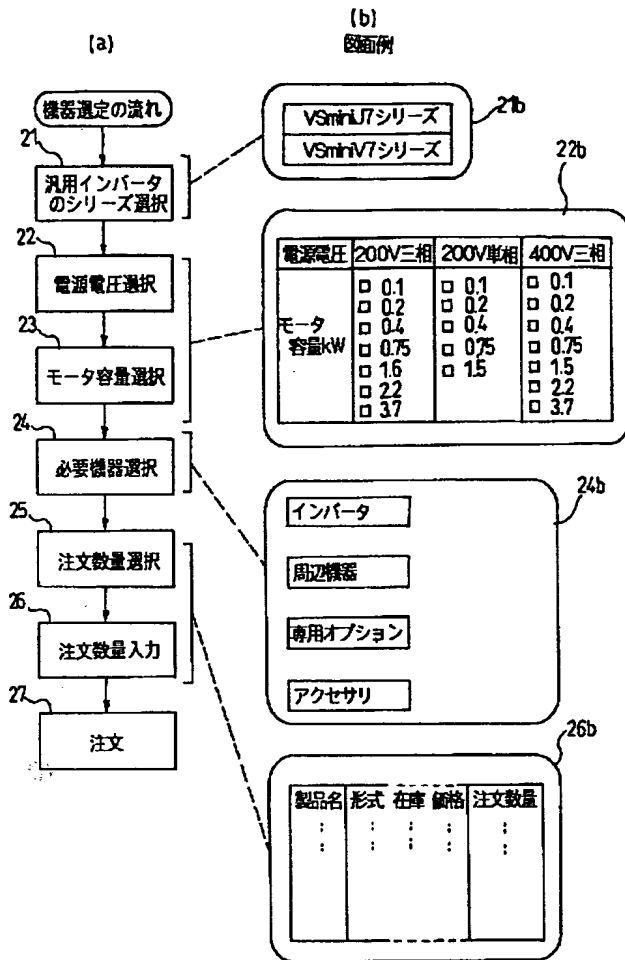 (a)
機器選定の流れ
21
汎用インバータ
のシリーズ選択
22
電源電圧選択
23
モータ容量選択
24
必要機器選択
25
注文数量選択
26
注文数量入力
27
注文
(b)
図面例
VSminiJ7シリーズ
VSminiV7シリーズ
21b
22b
電源電圧 200V三相 200V単相 400V三相
モータ
容量kW
□ 0.1 □ 0.1 □ 0.1
□ 0.2 □ 0.2 □ 0.2
□ 0.4 □ 0.4 □ 0.4
□ 0.75 □ 0.75 □ 0.75
□ 1.6 □ 1.5 □ 1.5
□ 2.2 □ 2.2
□ 3.7 □ 3.7
24b
インバータ
周辺機器
専用オプション
アクセサリ
26b
製品名 形式 在庫 価格 注文数量